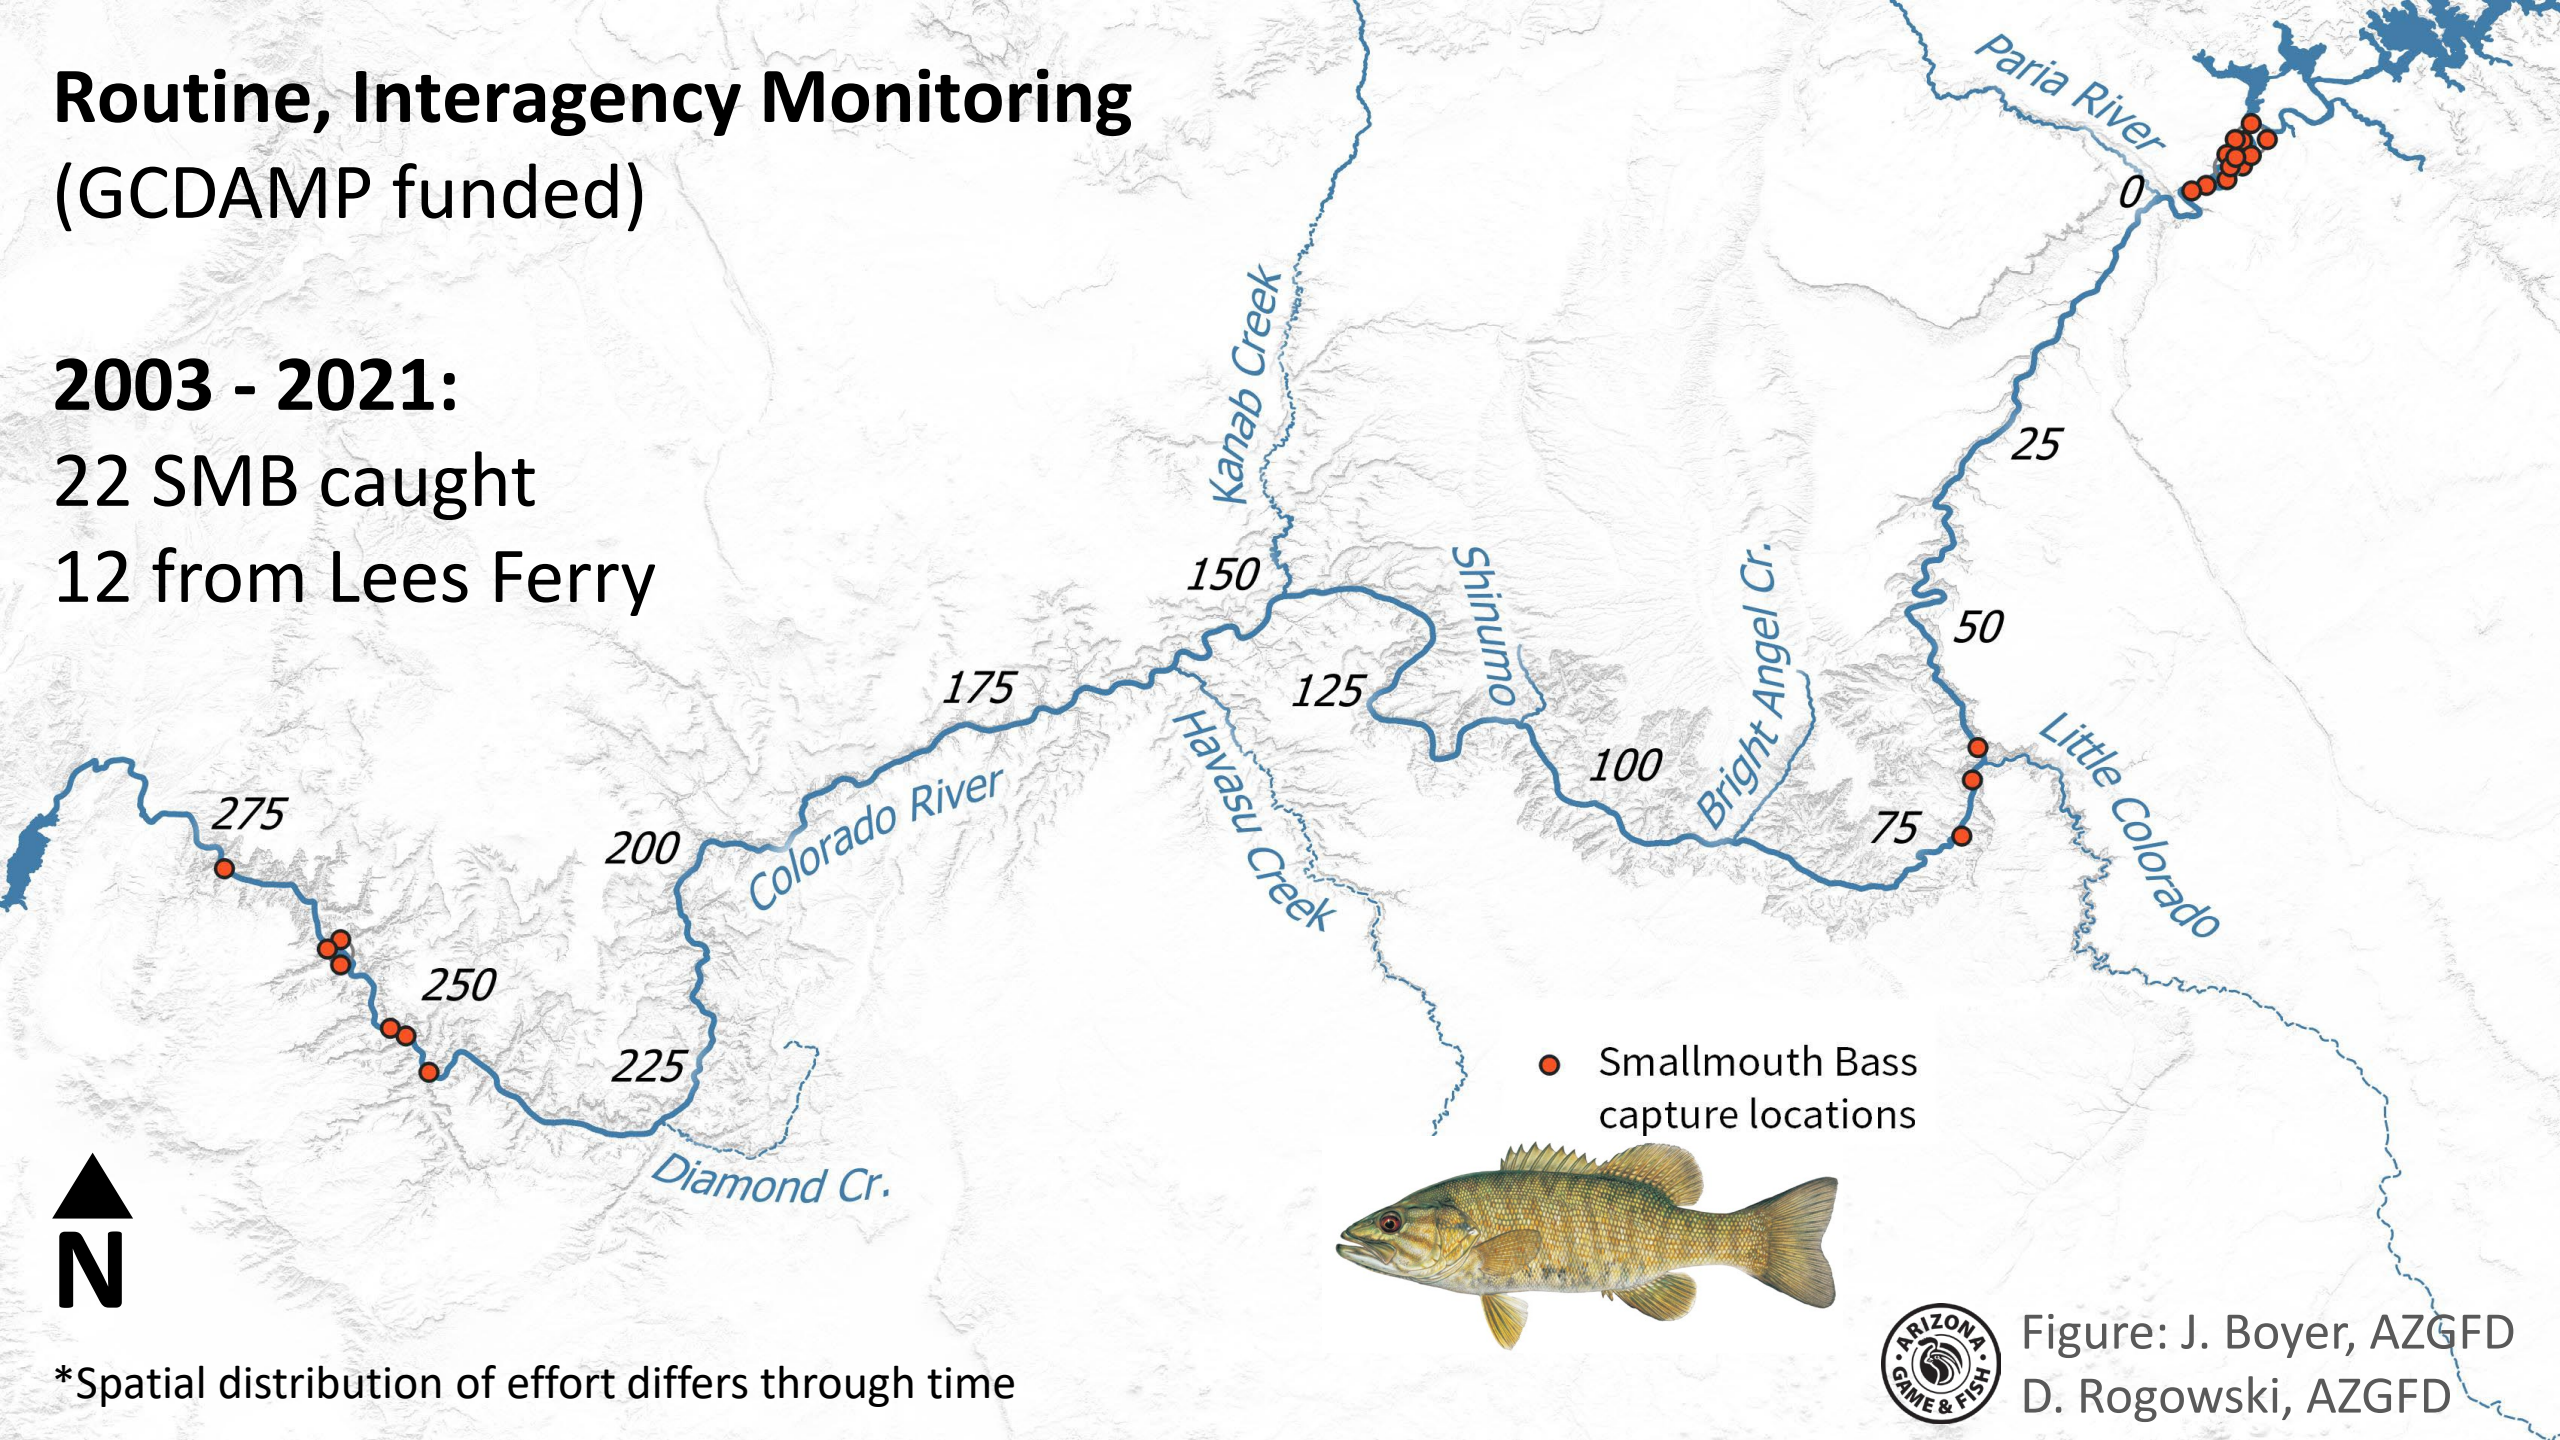 Routine, Interagency Monitoring
(GCDAMP funded)
2003 - 2021:
22 SMB caught
12 from Lees Ferry
Paria River
0
25
Kanab Creek
50
150
Shinumo
Bright Angel Cr.
175
125
Little Colorado
100
Havasu Creek
75
Colorado River
275
200
250
225
Diamond Cr.
Smallmouth Bass
capture locations
N
*Spatial distribution of effort differs through time
ARIZONA
GAME & FISH
Figure: J. Boyer, AZGFD
D. Rogowski, AZGFD